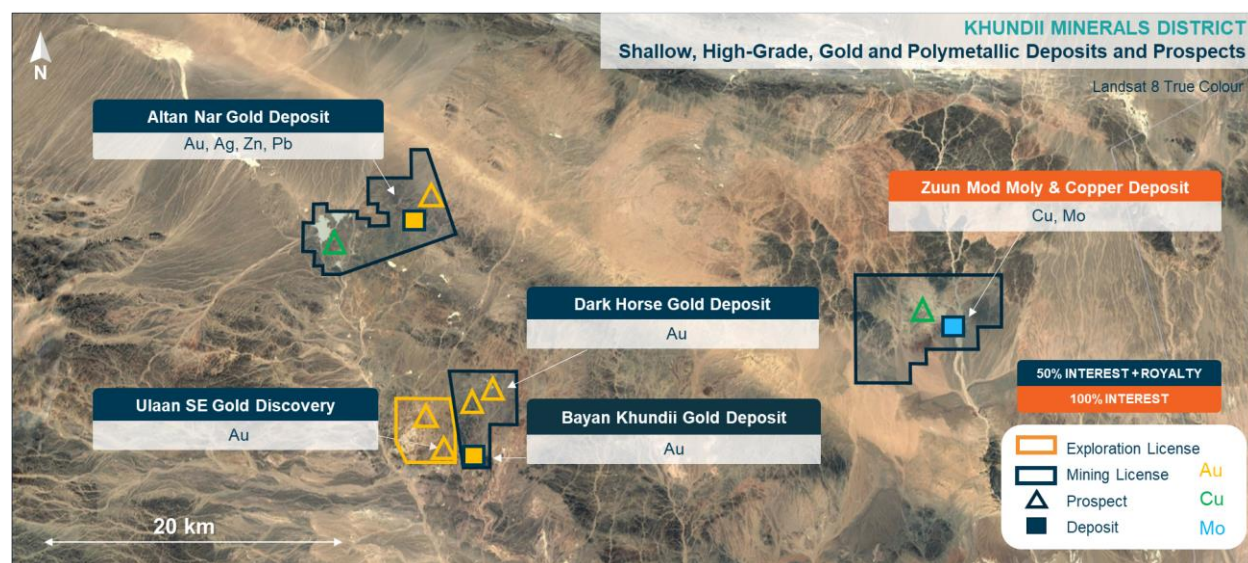 KHUNDII MINERALS DISTRICT
Shallow, High-Grade, Gold and Polymetallic Deposits and Prospects
Landsat 8 True Colour
N
Altan Nar Gold Deposit
Au, Ag, Zn, Pb
Zuun Mod Moly & Copper Deposit
Cu, Mo
Dark Horse Gold Deposit
Au
Ulaan SE Gold Discovery
Au
Bayan Khundii Gold Deposit
Au
50% INTEREST + ROYALTY
100% INTEREST
Exploration License
Mining License
Prospect
Deposit
Au
Cu
Mo
20 km